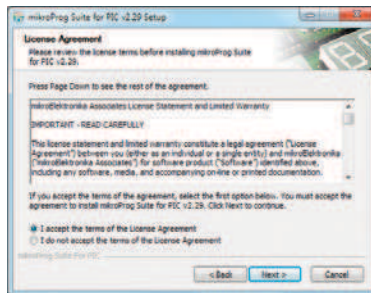 mikroProg Suite for PIC v2.29 Setup
License Agreement
Please review the license terms before installing mikroProg Suite
for PIC v2.29.
Press Page Down to see the rest of the agreement.
mikroElektronika Associates License Statement and Limited Warranty
IMPORTANT - READ CAREFULLY
This license statement and limited warranty constitute a legal agreement ("License
Agreement") between you (either as an individual or a single entity) and mikroElektronika
("mikroElektronika Associates") for software product ("Software") identified above,
including any software, media, and accompanying on-line or printed documentation.
If you accept the terms of the agreement, select the first option below. You must accept the
agreement to install mikroProg Suite for PIC v2.29. Click Next to continue.
I accept the terms of the License Agreement
I do not accept the terms of the License Agreement
mikroProg Suite For PIC
< Back Next > Cancel